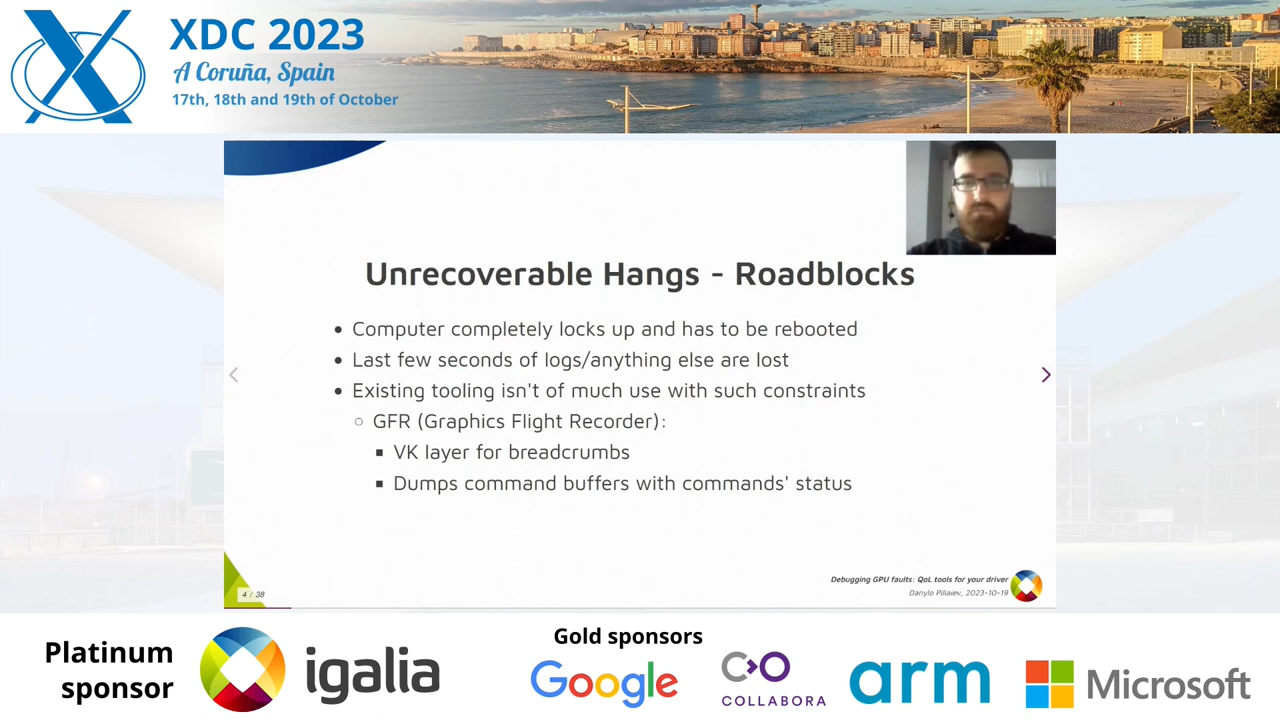 XDC 2023
A Coruña, Spain
17th, 18th and 19th of October
Unrecoverable Hangs - Roadblocks
Computer completely locks up and has to be rebooted
Last few seconds of logs/anything else are lost
Existing tooling isn't of much use with such constraints
GFR (Graphics Flight Recorder):
VK layer for breadcrumbs
Dumps command buffers with commands' status
Debugging GPU faults: QoL tools for your driver
Danylo Piliaiev, 2023-10-19
4 / 38
Platinum
sponsor
igalia
Gold sponsors
Google
COLLABORA
arm
Microsoft